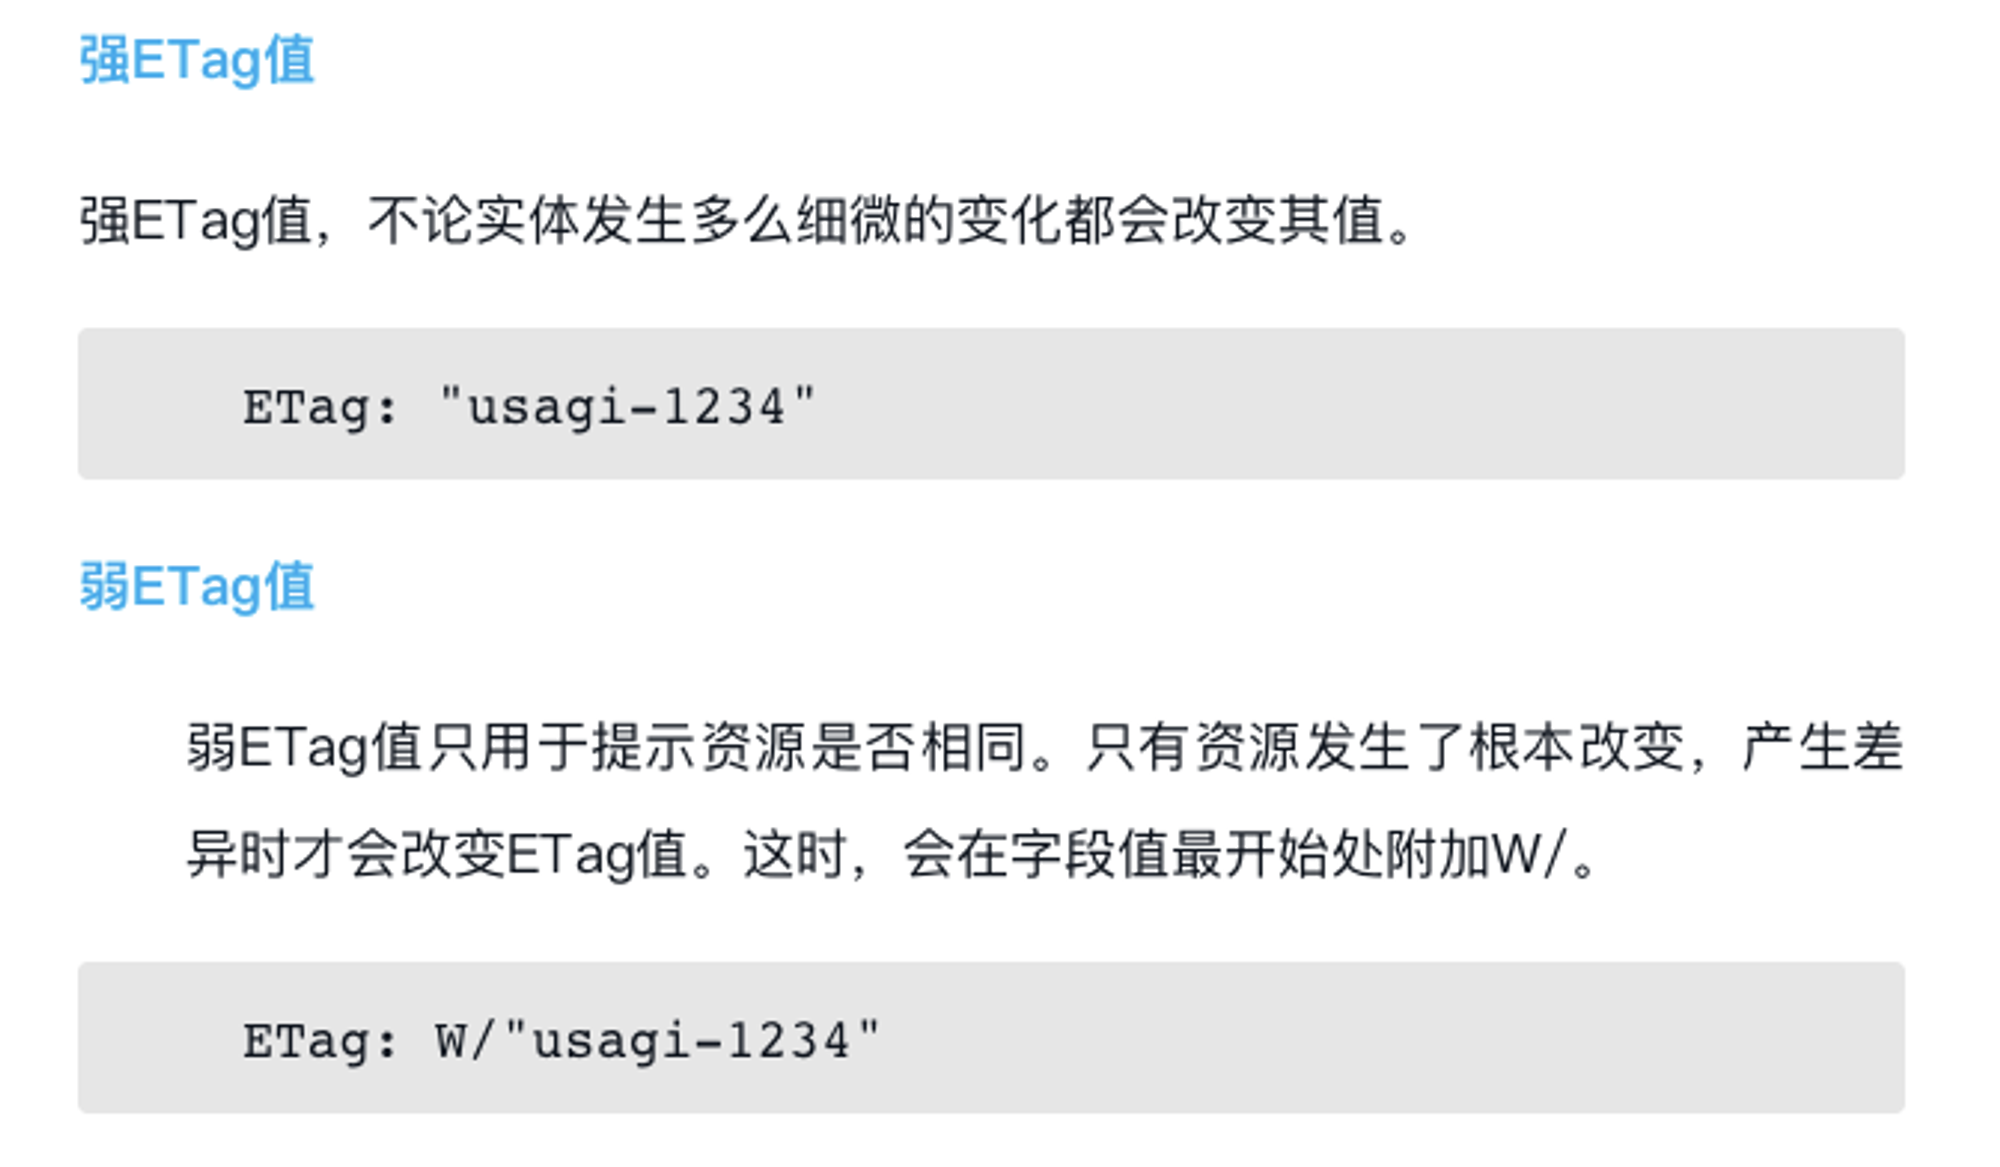 强ETag值
强ETag值，不论实体发生多么细微的变化都会改变其值。
ETag: "usagi-1234"
弱ETag值
弱ETag值只用于提示资源是否相同。只有资源发生了根本改变，产生差
异时才会改变ETag值。这时，会在字段值最开始处附加W/。
ETag: W/"usagi-1234"